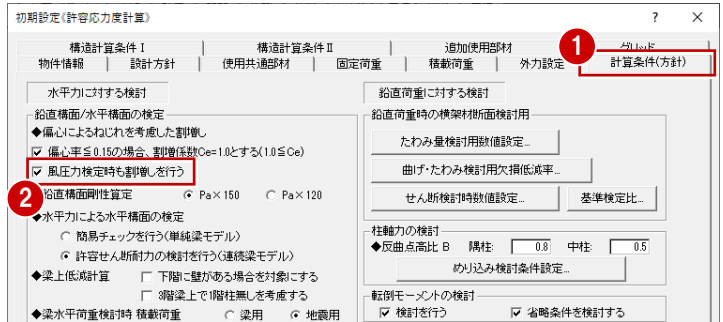 初期設定《許容応力度計算》 ? ×
構造計算条件Ⅰ 構造計算条件Ⅱ 追加使用部材 グリッド
物件情報 設計方針 使用共通部材 固定荷重 積載荷重 外力設定 計算条件(方針)
1
水平力に対する検討
鉛直構面/水平構面の検定
◆偏心によるねじれを考慮した割増し
偏心率≦0.15の場合、割増係数Ce=1.0とする(1.0≦Ce)
風圧力検定時も割増しを行う
2
鉛直構面剛性算定 Pa×150 Pa×120
◆水平力による水平構面の検定
簡易チェックを行う(単純梁モデル)
許容せん断耐力の検討を行う(連続梁モデル)
◆梁上低減計算 下階に壁がある場合を対象にする
3階梁上で1階柱無しを考慮する
◆梁水平荷重検討時 積載荷重 梁用 地震用
鉛直荷重に対する検討
鉛直荷重時の横架材断面検討用
たわみ量検討用数値設定...
曲げ・たわみ検討用欠損低減率...
せん断検討時数値設定... 基準検定比...
柱軸力の検討
◆反曲点高比 B 隅柱: 0.8 中柱: 0.5
めり込み検討条件設定...
転倒モーメントの検討
検討を行う 省略条件を検討する